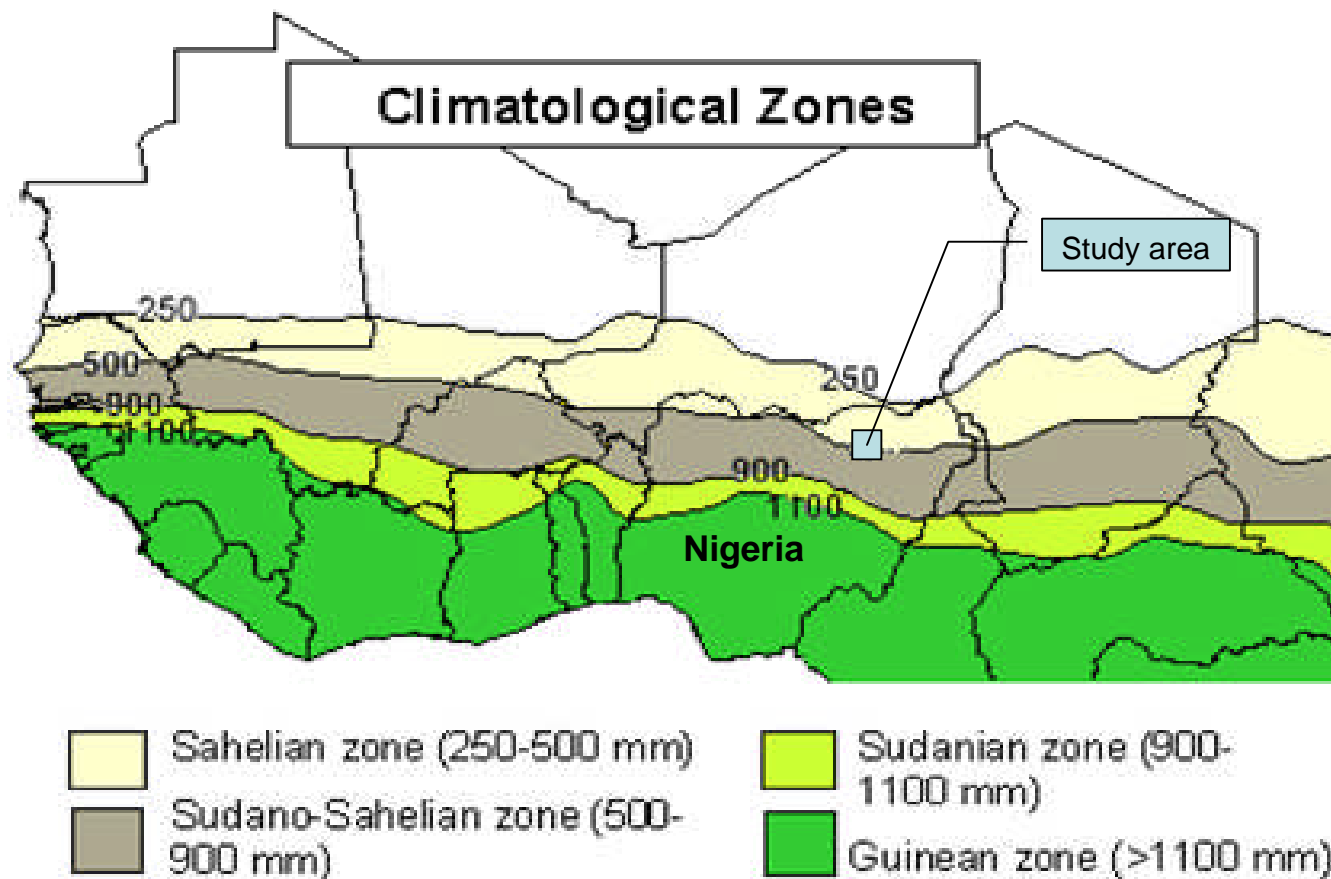 Climatological Zones
Study area
250
500
250
900
1100
900
1100
Nigeria
Sahelian zone (250-500 mm)
Sudano-Sahelian zone (500-
900 mm)
Sudanian zone (900-
1100 mm)
Guinean zone (>1100 mm)